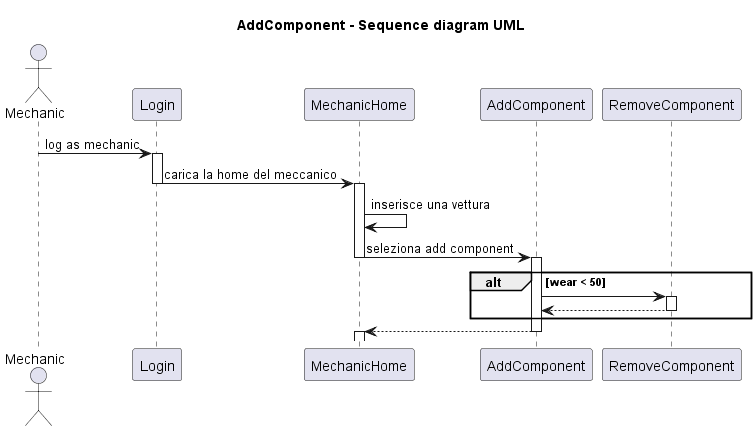 AddComponent - Sequence diagram UML
Mechanic
Login
MechanicHome
AddComponent
RemoveComponent
log as mechanic
carica la home del meccanico
inserisce una vettura
seleziona add component
alt
[wear < 50]
Mechanic
Login
MechanicHome
AddComponent
RemoveComponent